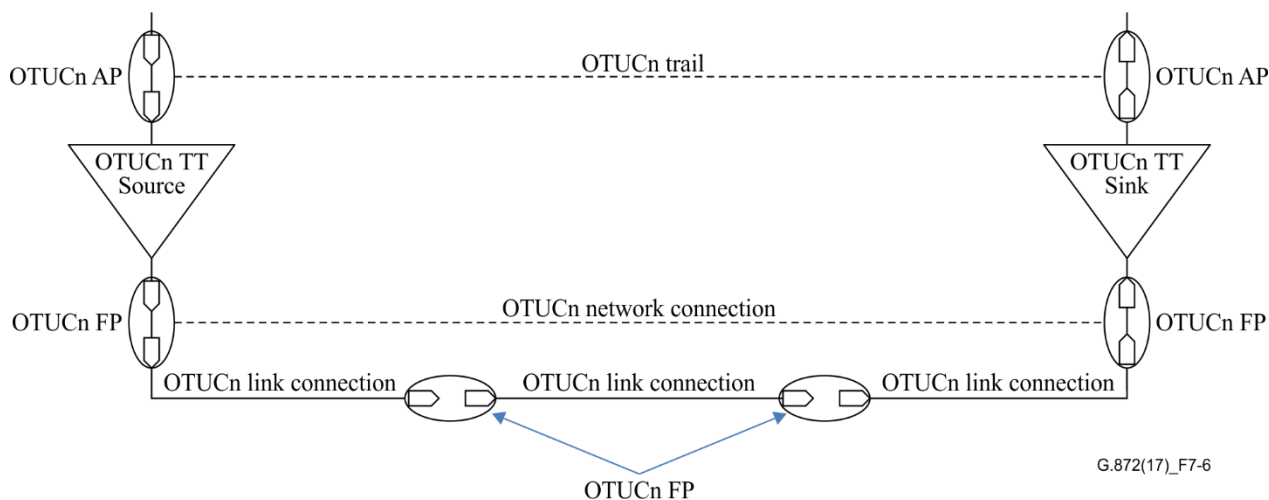 OTUCn trail
OTUCn AP
OTUCn AP
OTUCn TT
Source
OTUCn TT
Sink
OTUCn network connection
OTUCn FP
OTUCn FP
OTUCn link connection
OTUCn link connection
OTUCn link connection
G.872(17)_F7-6
OTUCn FP